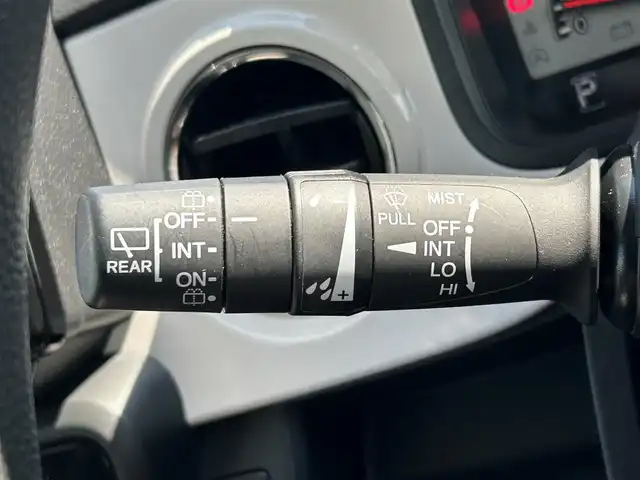 OFF
INT
ON
REAR
-
+
PULL
MIST
OFF
INT
LO
HI
P